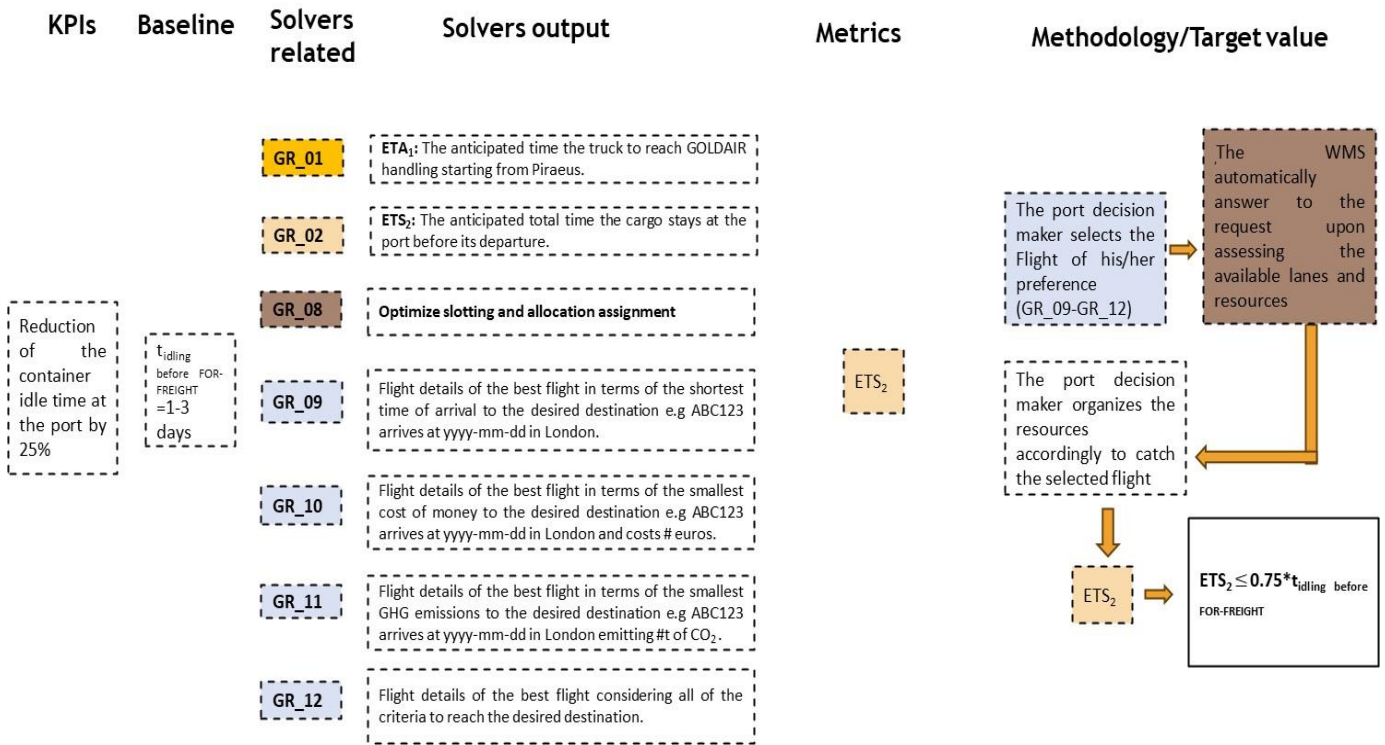 KPIs
Baseline
Solvers
related
Solvers output
Metrics
Methodology/Target value
Reduction
of the
container
idle time at
the port by
25%
t idling
before FOR-
FREIGHT
=1-3
days
GR_01
ETA1: The anticipated time the truck to reach GOLDAIR
handling starting from Piraeus.
GR_02
ETS2: The anticipated total time the cargo stays at the
port before its departure.
GR_08
Optimize slotting and allocation assignment
GR_09
Flight details of the best flight in terms of the shortest
time of arrival to the desired destination e.g ABC123
arrives at yyyy-mm-dd in London.
GR_10
Flight details of the best flight in terms of the smallest
cost of money to the desired destination e.g ABC123
arrives at yyyy-mm-dd in London and costs # euros.
GR_11
Flight details of the best flight in terms of the smallest
GHG emissions to the desired destination e.g ABC123
arrives at yyyy-mm-dd in London emitting #t of CO2.
GR_12
Flight details of the best flight considering all of the
criteria to reach the desired destination.
ETS2
The port decision
maker selects the
Flight of his/her
preference
(GR_09-GR_12)
The WMS
automatically
answer to the
request upon
assessing the
available lanes and
resources
The port decision
maker organizes the
resources
accordingly to catch
the selected flight
ETS2
ETS2 ≤ 0.75*t idling before
FOR-FREIGHT